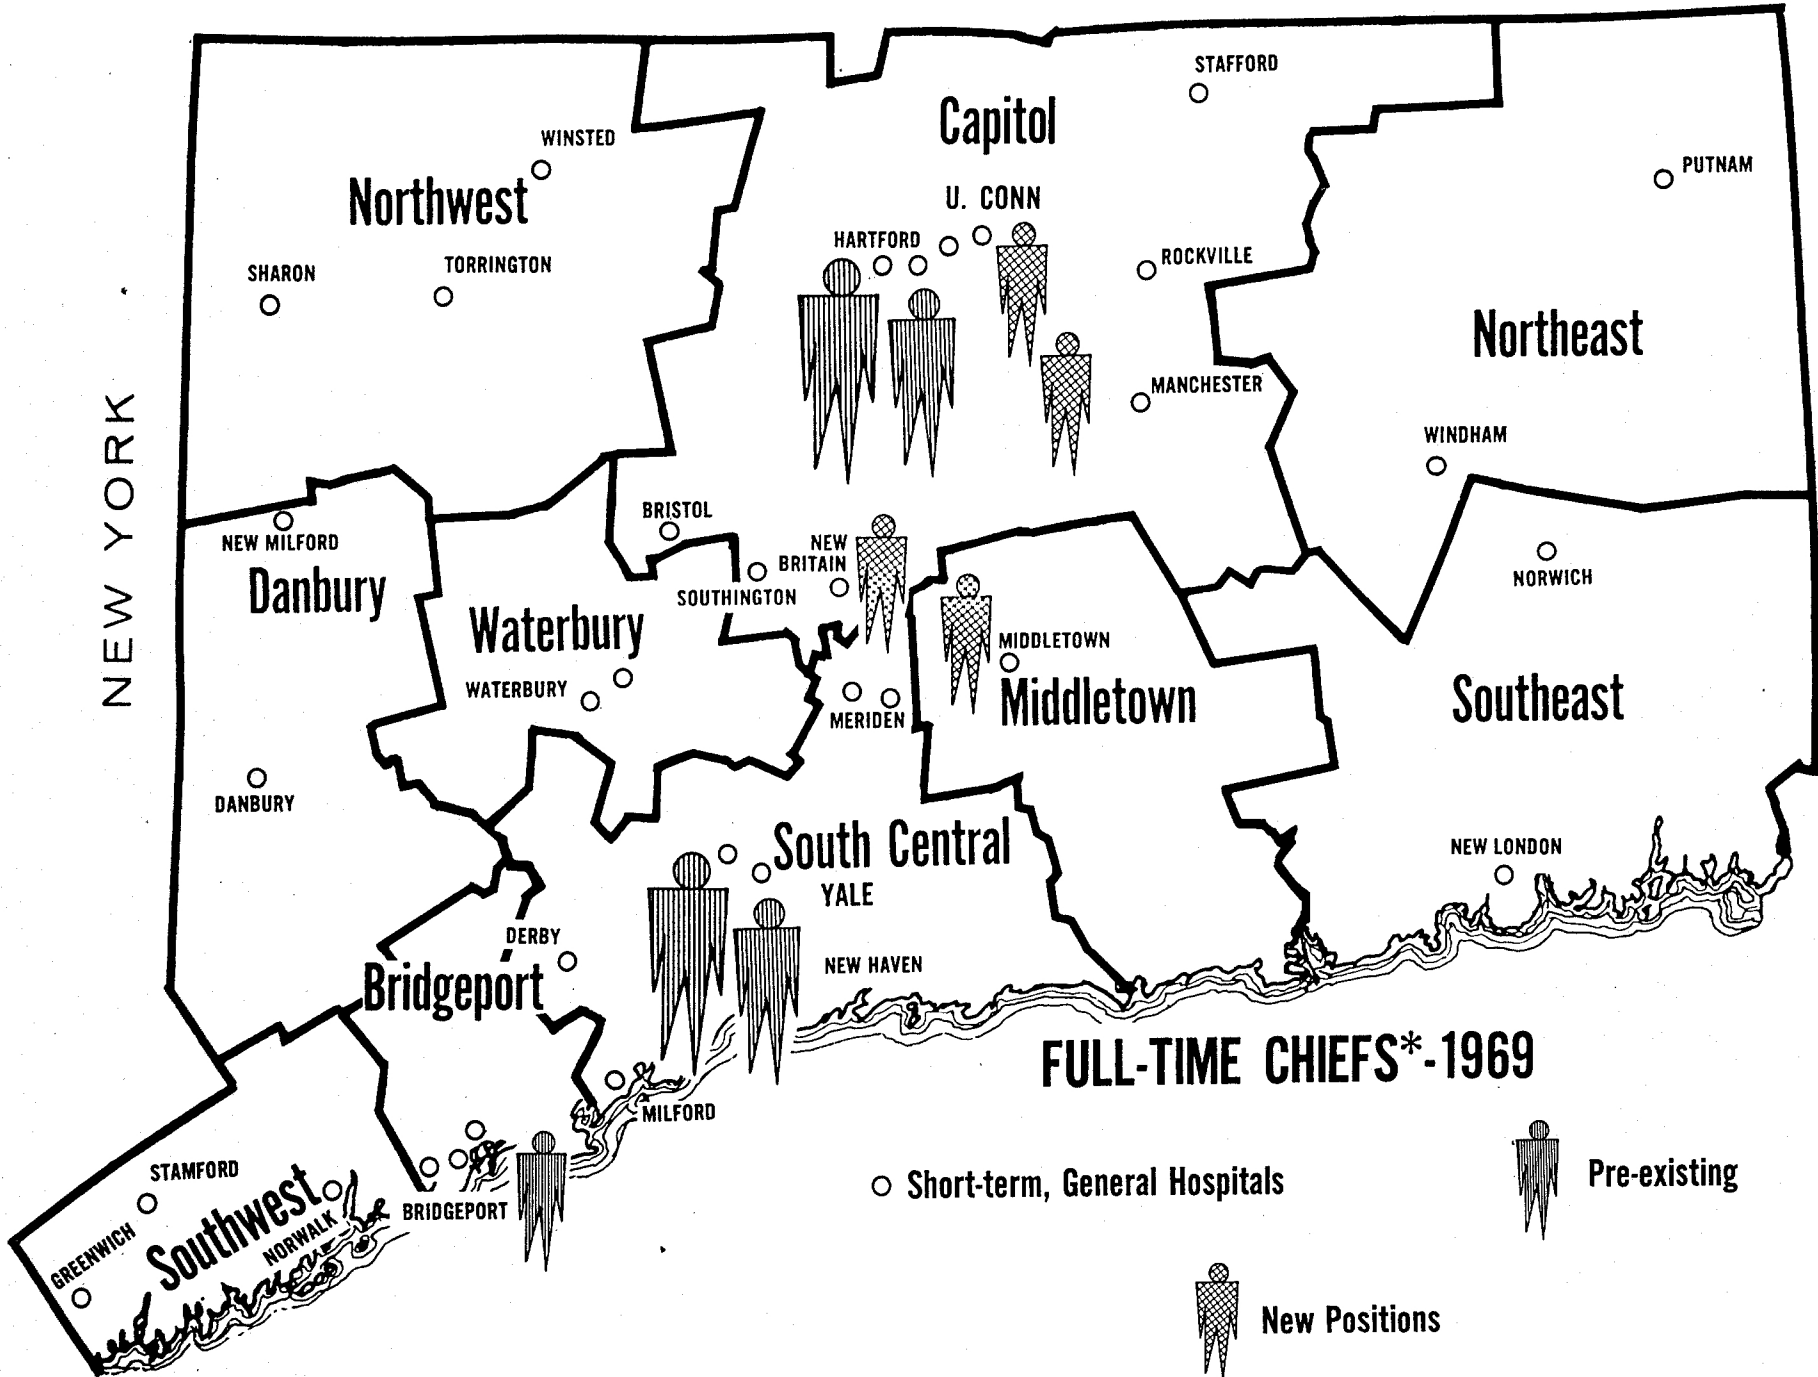 STAFFORD
Capitol
WINSTED
PUTNAM
Northwest
U. CONN
HARTFORD
ROCKVILLE
SHARON
TORRINGTON
Northeast
MANCHESTER
NEW YORK
WINDHAM
BRISTOL
NEW MILFORD
NEW
BRITAIN
Danbury
SOUTHINGTON
NORWICH
Waterbury
MIDDLETOWN
WATERBURY
Middletown
Southeast
MERIDEN
DANBURY
South Central
YALE
NEW LONDON
DERBY
NEW HAVEN
Bridgeport
FULL-TIME CHIEFS*-1969
MILFORD
STAMFORD
Southwest
GREENWICH
NORWALK
BRIDGEPORT
Short-term, General Hospitals
Pre-existing
New Positions